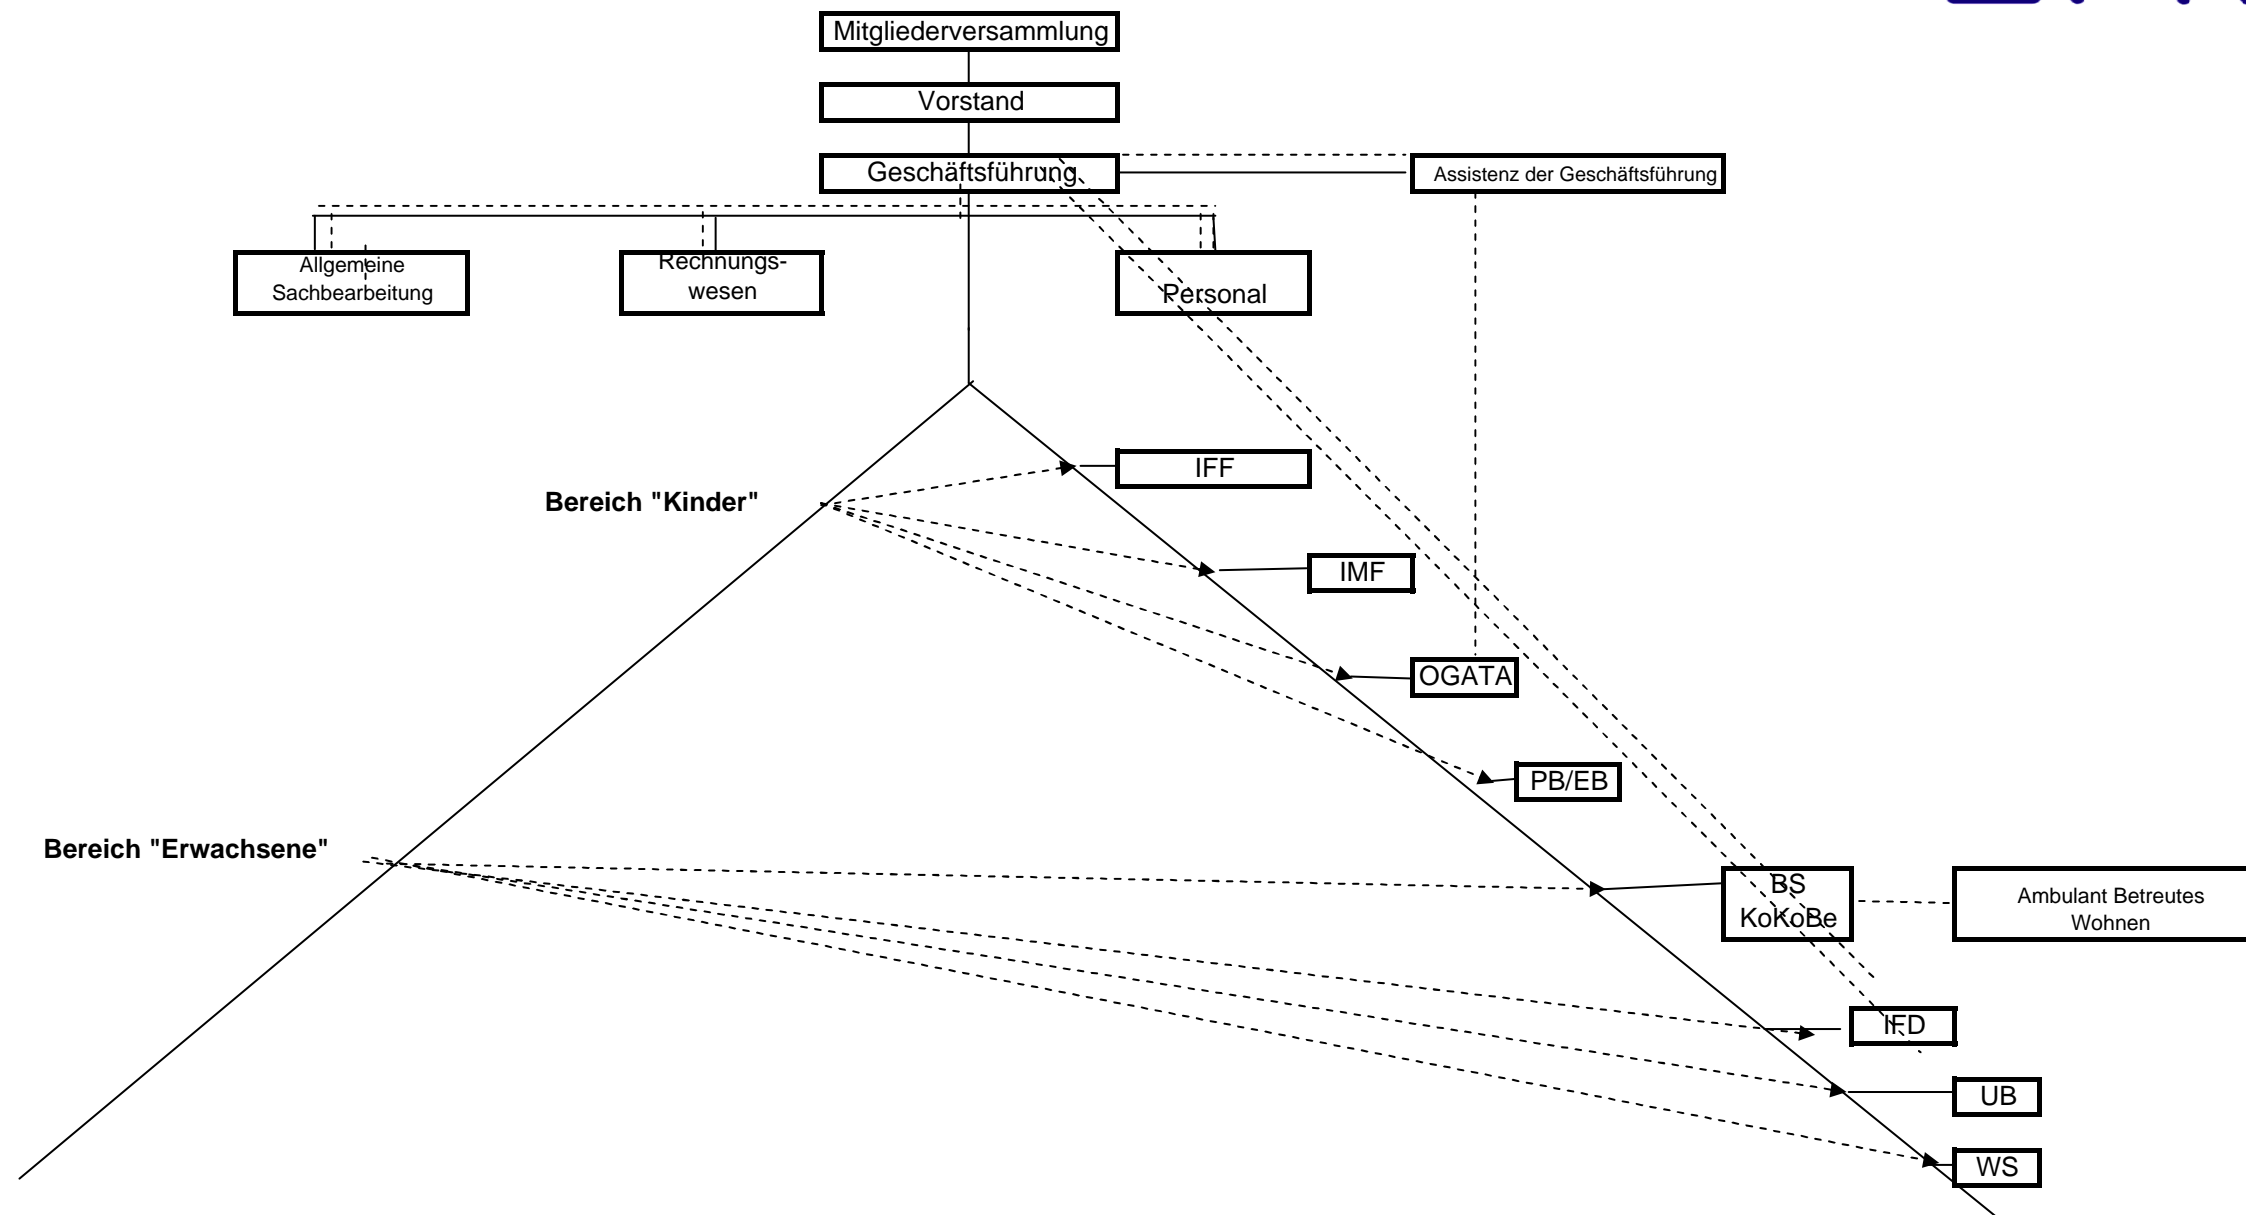 Mitgliederversammlung
Vorstand
Geschäftsführung
Assistenz der Geschäftsführung
Allgemeine
Sachbearbeitung
Rechnungs-
wesen
Personal
IFF
Bereich "Kinder"
IMF
OGATA
PB/EB
Bereich "Erwachsene"
BS
KoKoBe
Ambulant Betreutes
Wohnen
IFD
UB
WS